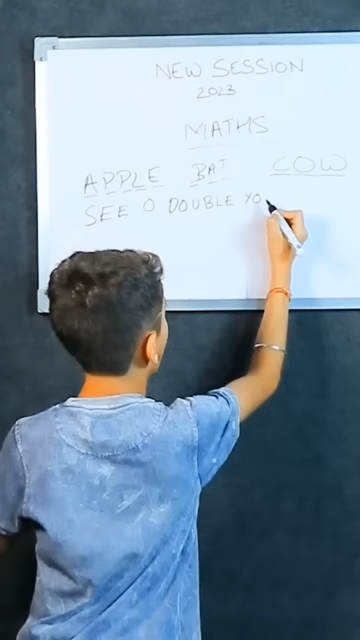 NEW SESSION
2023
MATHS
APPLE BAT COW
SEE O DOUBLE YO